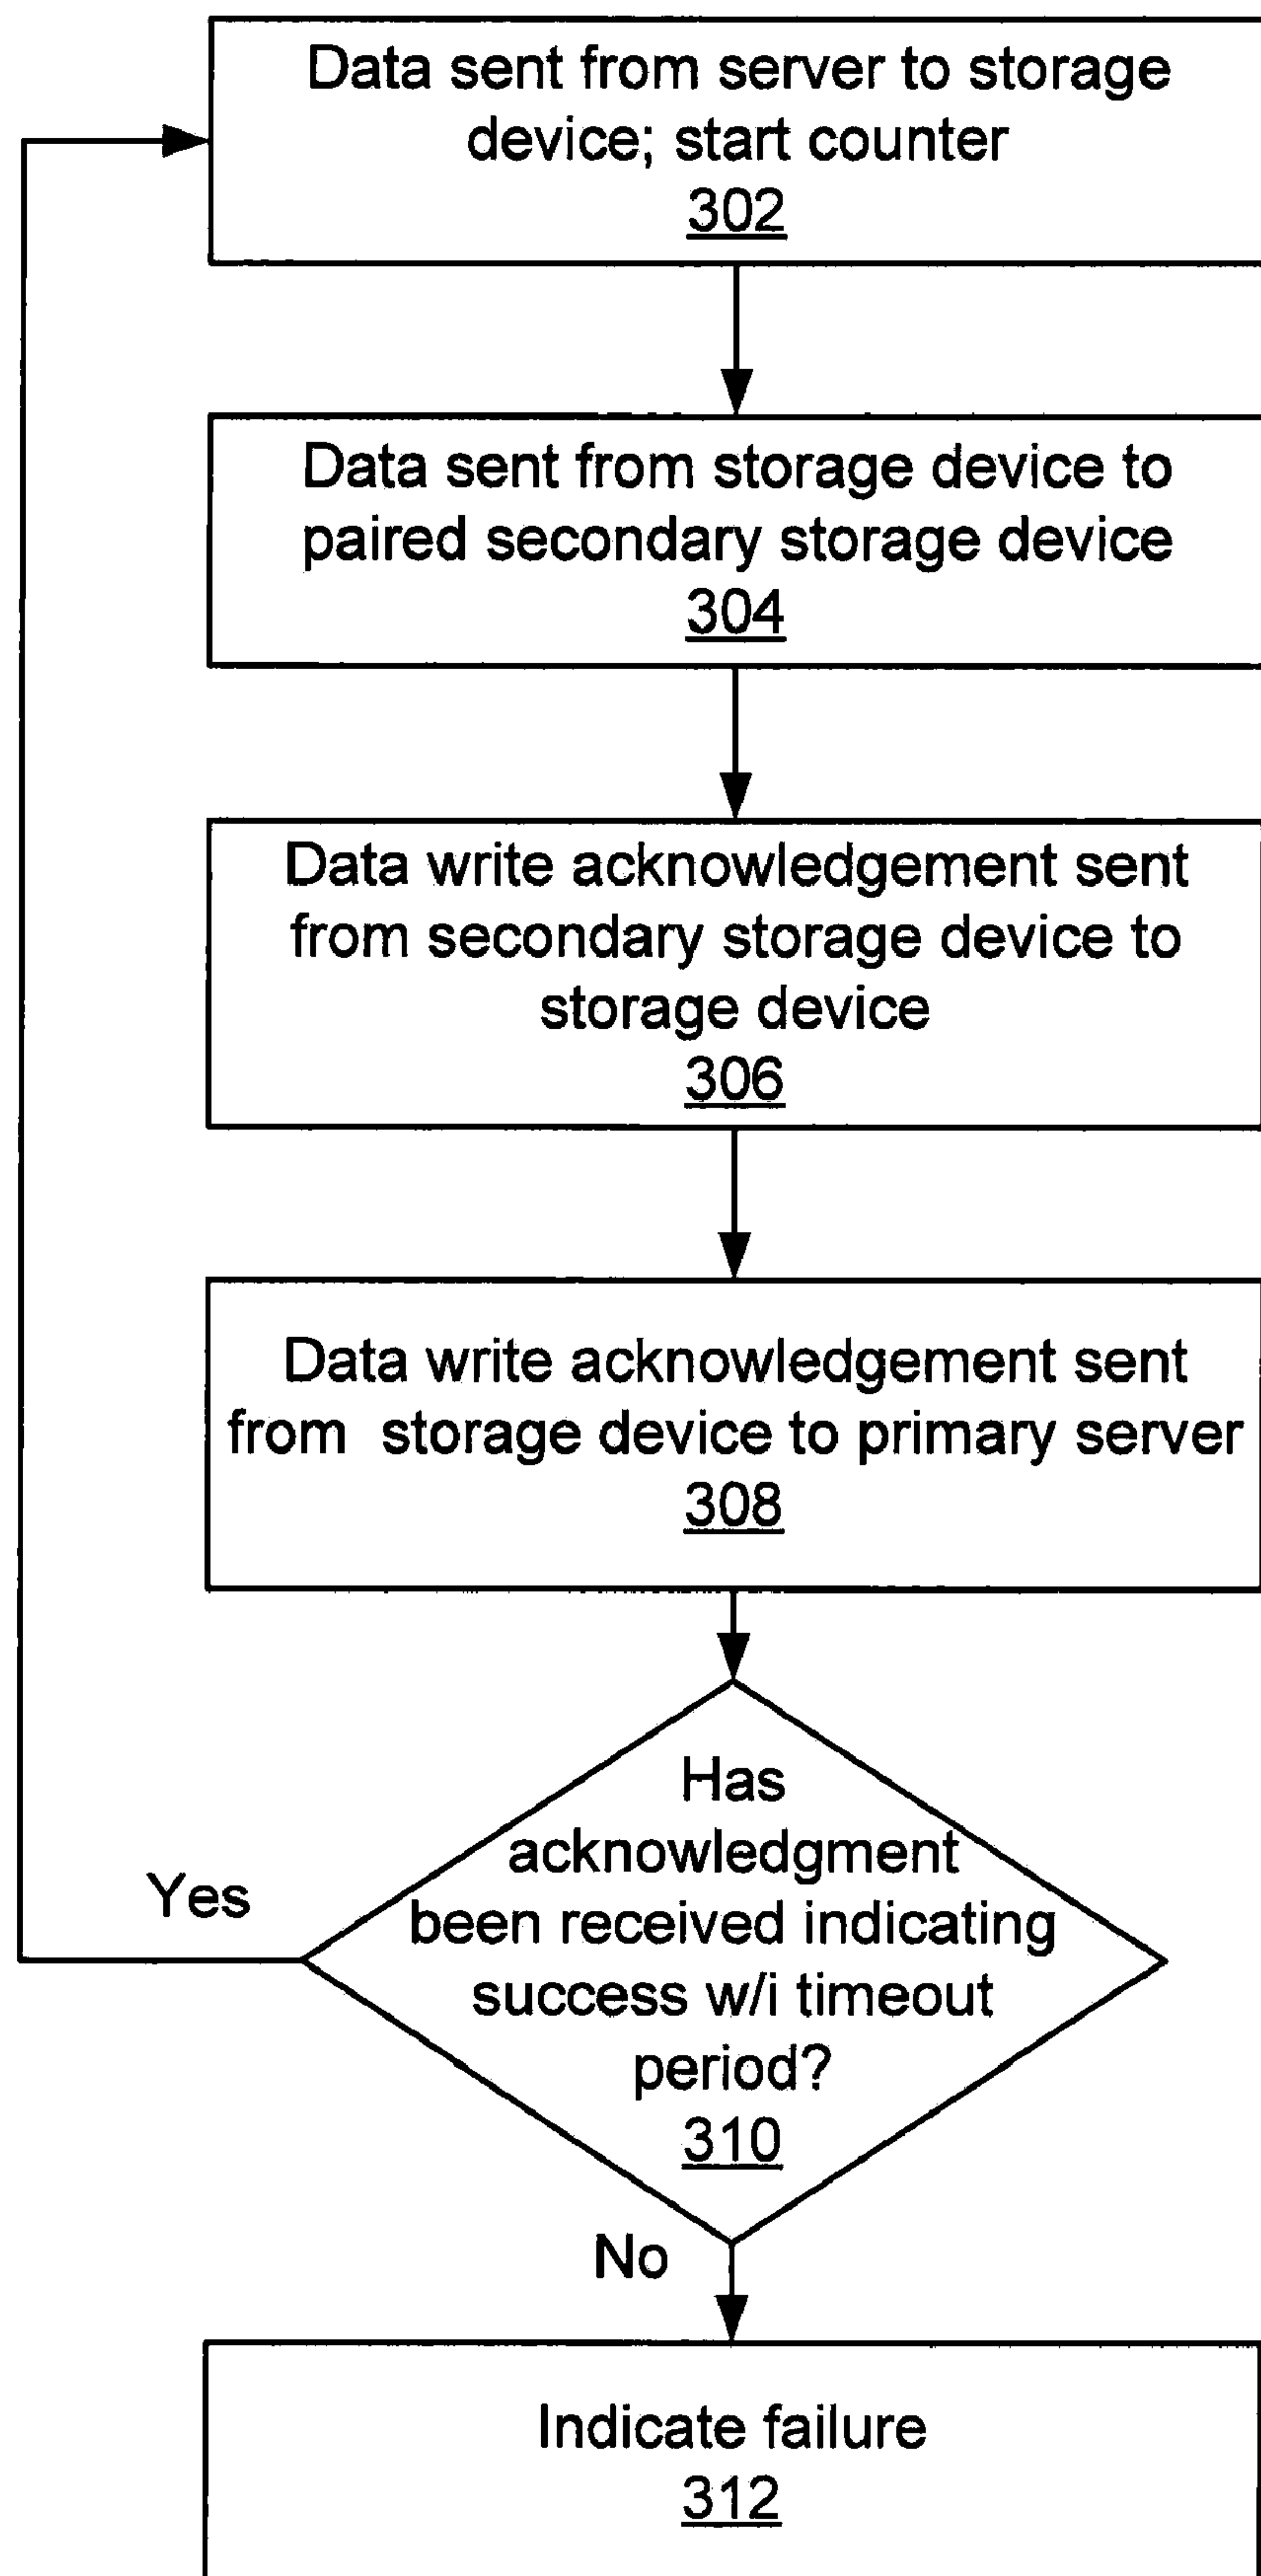 Data sent from server to storage
device; start counter
302
Data sent from storage device to
paired secondary storage device
304
Data write acknowledgement sent
from secondary storage device to
storage device
306
Data write acknowledgement sent
from storage device to primary server
308
Has
acknowledgment
been received indicating
success w/i timeout
period?
310
Yes
No
Indicate failure
312